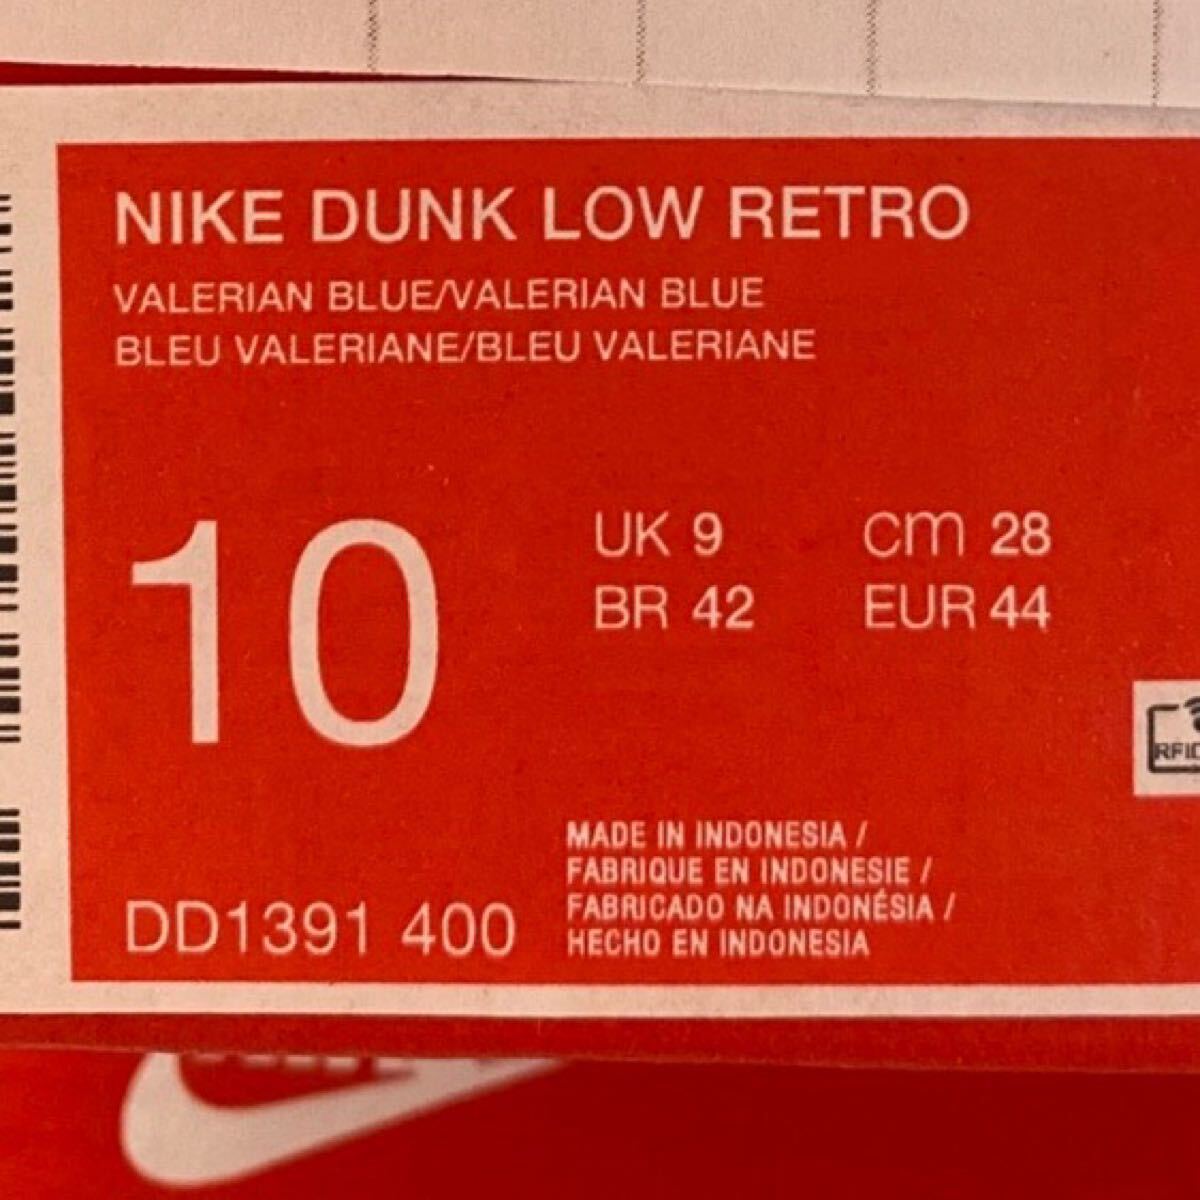 NIKE DUNK LOW RETRO
VALERIAN BLUE/VALERIAN BLUE
BLEU VALERIANE/BLEU VALERIANE
10
UK 9 cm 28
BR 42 EUR 44
RFID
MADE IN INDONESIA /
FABRIQUE EN INDONESIE /
FABRICADO NA INDONÉSIA /
HECHO EN INDONESIA
DD1391 400